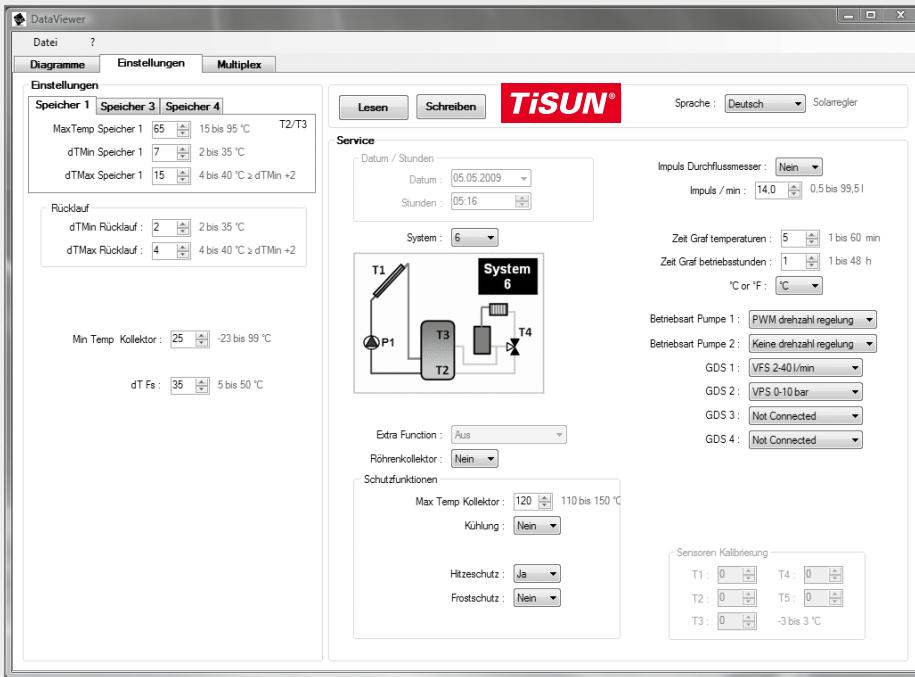 DataViewer
Datei ?
Diagramme Einstellungen Multiplex
Einstellungen
Speicher 1 Speicher 3 Speicher 4
MaxTemp Speicher 1 65 15 bis 95 °C T2/T3
dTMin Speicher 1 7 2 bis 35 °C
dTMax Speicher 1 15 4 bis 40 °C ≥ dTMin +2
Rücklauf
dTMin Rücklauf : 2 2 bis 35 °C
dTMax Rücklauf : 4 4 bis 40 °C ≥ dTMin +2
Min Temp Kollektor : 25 -23 bis 99 °C
dT Fs : 35 5 bis 50 °C
Lesen Schreiben TiSUN® Sprache : Deutsch Solarregler
Service
Datum / Stunden
Datum : 05.05.2009
Stunden : 05:16
System : 6
T1 System
6
P1 T3 T4
T2
Extra Function : Aus
Röhrenkollektor : Nein
Schutzfunktionen
Max Temp Kollektor : 120 110 bis 150 °C
Kühlung : Nein
Hitzeschutz : Ja
Frostschutz : Nein
Impuls Durchflussmesser : Nein
Impuls / min : 14,0 0,5 bis 99,5 l
Zeit Graf temperaturen : 5 1 bis 60 min
Zeit Graf betriebsstunden : 1 1 bis 48 h
°C or °F : °C
Betriebsart Pumpe 1 : PWM drehzahl regelung
Betriebsart Pumpe 2 : Keine drehzahl regelung
GDS 1 : VFS 2-40 l/min
GDS 2 : VPS 0-10 bar
GDS 3 : Not Connected
GDS 4 : Not Connected
Sensoren Kalibrierung
T1 : 0 T4 : 0
T2 : 0 T5 : 0
T3 : 0 -3 bis 3 °C